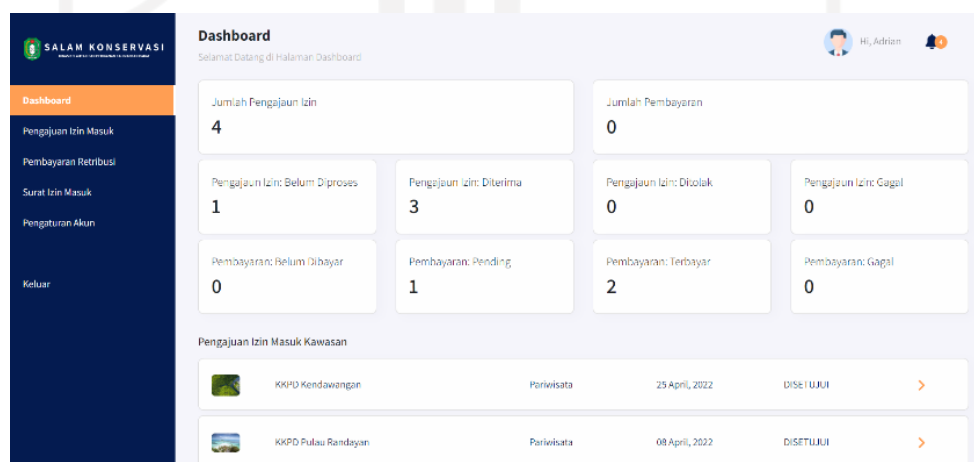 SALAM KONSERVASI
Dashboard
Selamat Datang di Halaman Dashboard
Hi, Adrian
Dashboard
Pengajuan Izin Masuk
Pembayaran Retribusi
Surat Izin Masuk
Pengaturan Akun
Keluar
Jumlah Pengajaun Izin
4
Jumlah Pembayaran
0
Pengajaun Izin: Belum Diproses
1
Pengajaun Izin: Diterima
3
Pengajaun Izin: Ditolak
0
Pengajaun Izin: Gagal
0
Pembayaran: Belum Dibayar
0
Pembayaran: Pending
1
Pembayaran: Terbayar
2
Pembayaran: Gagal
0
Pengajuan Izin Masuk Kawasan
KKPD Kendawangan Pariwisata 25 April, 2022 DISETUJUI
KKPD Pulau Randayan Pariwisata 08 April, 2022 DISETUJUI